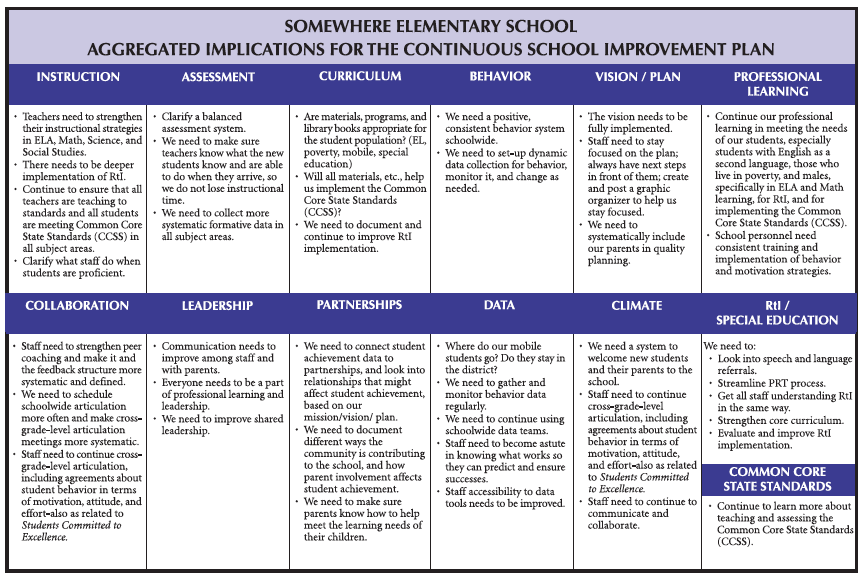 SOMEWHERE ELEMENTARY SCHOOL
AGGREGATED IMPLICATIONS FOR THE CONTINUOUS SCHOOL IMPROVEMENT PLAN
INSTRUCTION
• Teachers need to strengthen
their instructional strategies
in ELA, Math, Science, and
Social Studies.
• There needs to be deeper
implementation of RtI.
• Continue to ensure that all
teachers are teaching to
standards and all students
are meeting Common Core
State Standards (CCSS) in
all subject areas.
• Clarify what staff do when
students are proficient.
ASSESSMENT
• Clarify a balanced
assessment system.
• We need to make sure
teachers know what the new
students know and are able
to do when they arrive, so
we do not lose instructional
time.
• We need to collect more
systematic formative data in
all subject areas.
CURRICULUM
• Are materials, programs, and
library books appropriate for
the student population? (EL,
poverty, mobile, special
education)
• Will all materials, etc., help
us implement the Common
Core State Standards
(CCSS)?
• We need to document and
continue to improve RtI
implementation.
BEHAVIOR
• We need a positive,
consistent behavior system
schoolwide.
• We need to set-up dynamic
data collection for behavior,
monitor it, and change as
needed.
VISION / PLAN
• The vision needs to be
fully implemented.
• Staff need to stay
focused on the plan;
always have next steps
in front of them; create
and post a graphic
organizer to help us
stay focused.
• We need to
systematically include
our parents in quality
planning.
PROFESSIONAL
LEARNING
• Continue our professional
learning in meeting the needs
of our students, especially
students with English as a
second language, those who
live in poverty, and males,
specifically in ELA and Math
learning, for RtI, and for
implementing the Common
Core State Standards (CCSS).
• School personnel need
consistent training and
implementation of behavior
and motivation strategies.
COLLABORATION
• Staff need to strengthen peer
coaching and make it and
the feedback structure more
systematic and defined.
• We need to schedule
schoolwide articulation
more often and make cross-
grade-level articulation
meetings more systematic.
• Staff need to continue cross-
grade-level articulation,
including agreements about
student behavior in terms
of motivation, attitude, and
effort-also as related to
Students Committed to
Excellence.
LEADERSHIP
• Communication needs to
improve among staff and
with parents.
• Everyone needs to be a part
of professional learning and
leadership.
• We need to improve shared
leadership.
PARTNERSHIPS
• We need to connect student
achievement data to
partnerships, and look into
relationships that might
affect student achievement,
based on our
mission/vision/ plan.
• We need to document
different ways the
community is contributing
to the school, and how
parent involvement affects
student achievement.
• We need to make sure
parents know how to help
meet the learning needs of
their children.
DATA
• Where do our mobile
students go? Do they stay in
the district?
• We need to gather and
monitor behavior data
regularly.
• We need to continue using
schoolwide data teams.
• Staff need to become astute
in knowing what works so
they can predict and ensure
successes.
• Staff accessibility to data
tools needs to be improved.
CLIMATE
• We need a system to
welcome new students
and their parents to the
school.
• Staff need to continue
cross-grade-level
articulation, including
agreements about student
behavior in terms of
motivation, attitude,
and effort-also as related
to Students Committed
to Excellence.
• Staff need to continue to
communicate and
collaborate.
RtI /
SPECIAL EDUCATION
We need to:
• Look into speech and language
referrals.
• Streamline PRT process.
• Get all staff understanding RtI
in the same way.
• Strengthen core curriculum.
• Evaluate and improve RtI
implementation.
COMMON CORE
STATE STANDARDS
• Continue to learn more about
teaching and assessing the
Common Core State Standards
(CCSS).